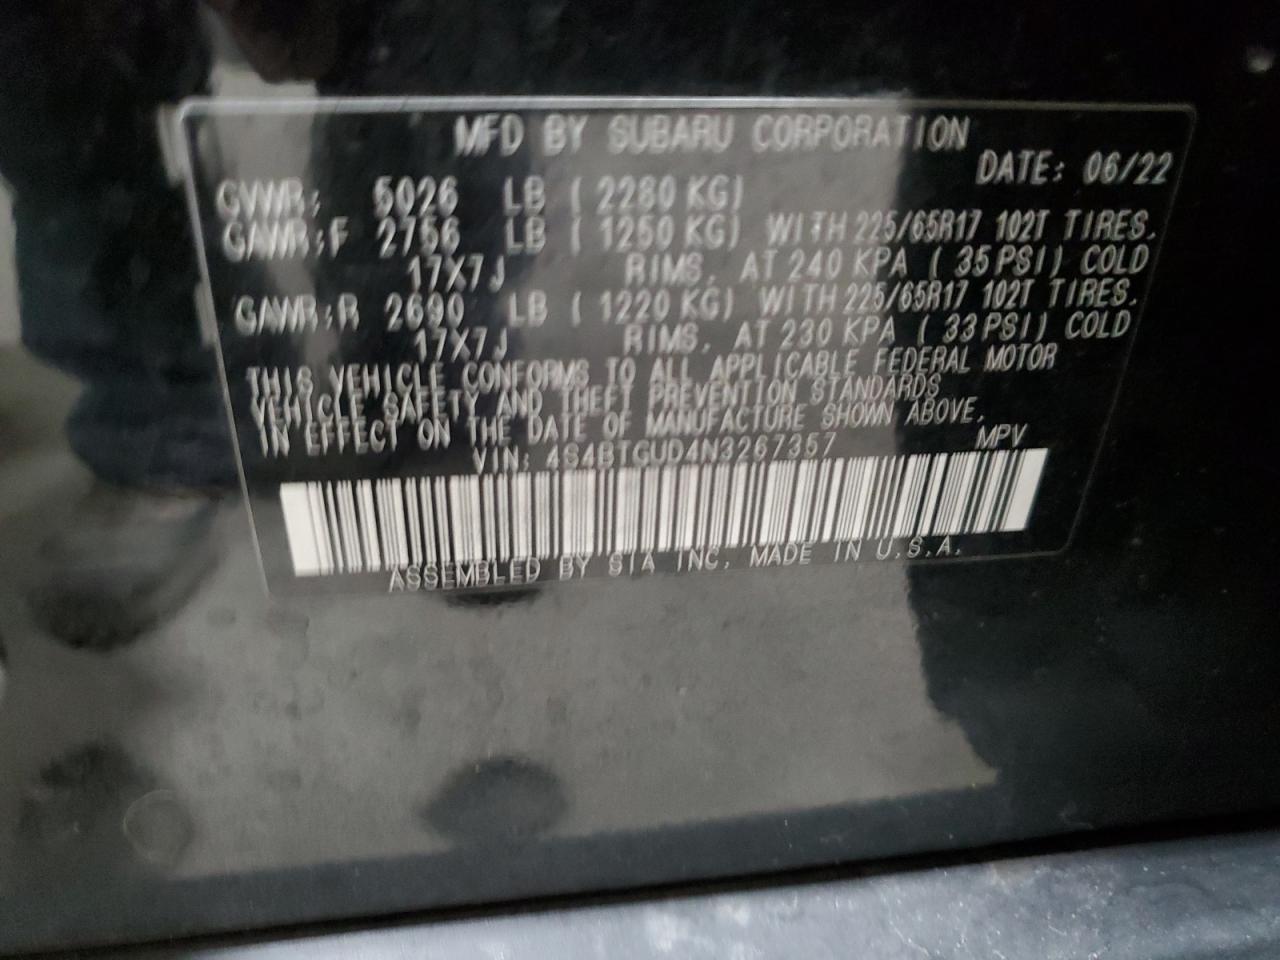 MFD BY SUBARU CORPORATION
DATE: 06/22
GVWR: 5026 LB ( 2280 KG)
GAWR:F 2756 LB ( 1250 KG) WITH 225/65R17 102T TIRES,
17X7J RIMS, AT 240 KPA ( 35 PSI) COLD
GAWR:R 2690 LB ( 1220 KG) WITH 225/65R17 102T TIRES,
17X7J RIMS, AT 230 KPA ( 33 PSI) COLD
THIS VEHICLE CONFORMS TO ALL APPLICABLE FEDERAL MOTOR
VEHICLE SAFETY AND THEFT PREVENTION STANDARDS
IN EFFECT ON THE DATE OF MANUFACTURE SHOWN ABOVE.
VIN: 4S4BTGUD4N3267357 MPV
ASSEMBLED BY SIA INC, MADE IN U.S.A.